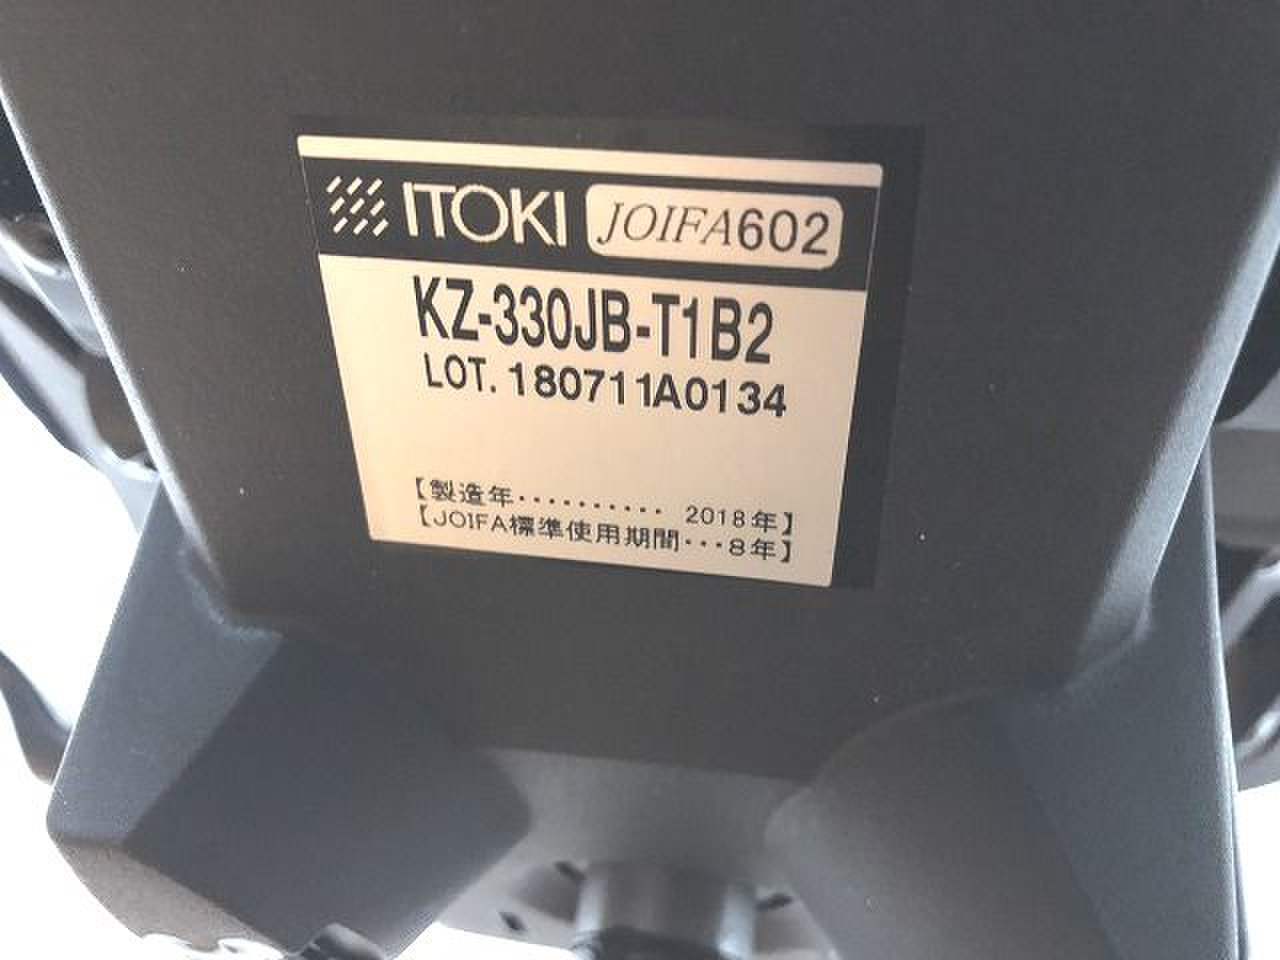 ITOKI JOIFA602
KZ-330JB-T1B2
LOT. 180711A0134
【製造年・・・・・・・・・・ 2018年】
【JOIFA標準使用期間・・・8年】